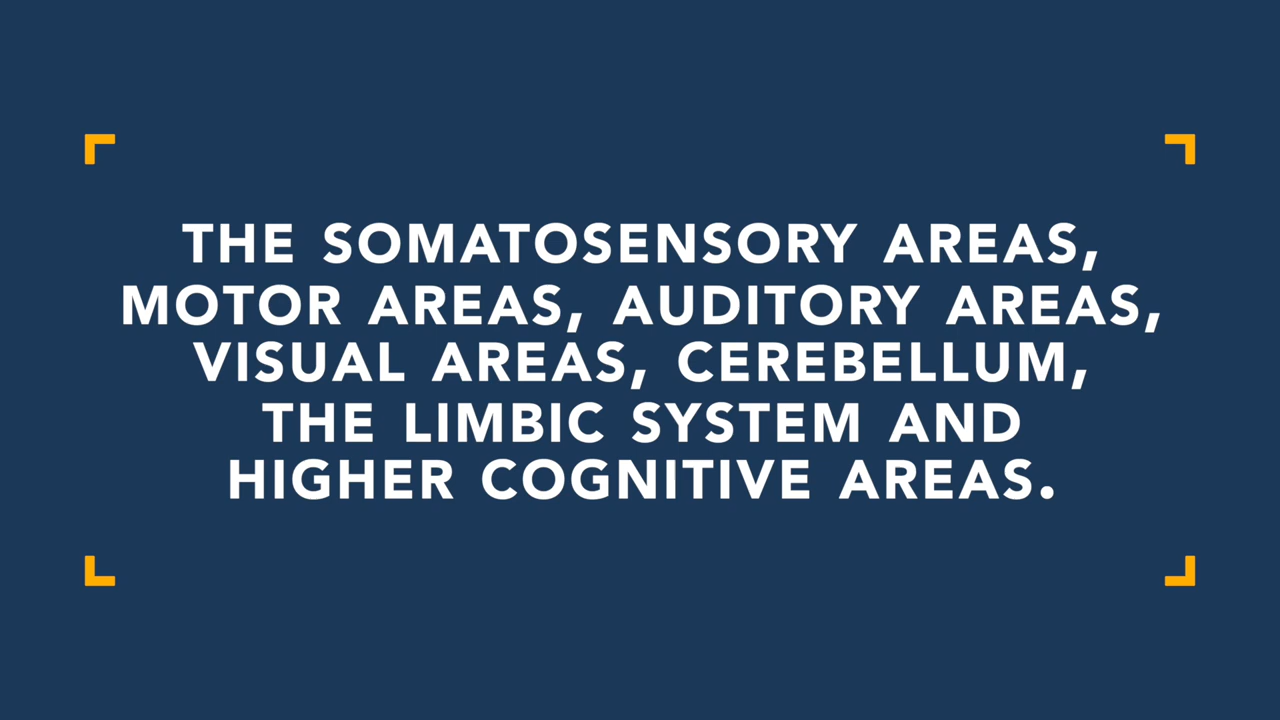 THE SOMATOSENSORY AREAS,
MOTOR AREAS, AUDITORY AREAS,
VISUAL AREAS, CEREBELLUM,
THE LIMBIC SYSTEM AND
HIGHER COGNITIVE AREAS.